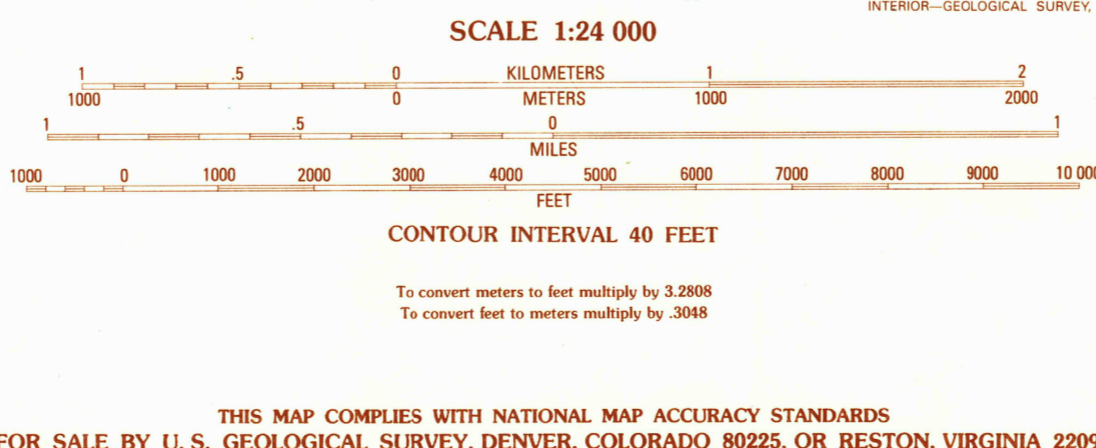 INTERIOR—GEOLOGICAL SURVEY,
SCALE 1:24 000
1 .5 0 KILOMETERS 1 2
1000 0 METERS 1000 2000
1 .5 0 1
MILES
1000 0 1000 2000 3000 4000 5000 6000 7000 8000 9000 10 000
FEET
CONTOUR INTERVAL 40 FEET
To convert meters to feet multiply by 3.2808
To convert feet to meters multiply by .3048
THIS MAP COMPLIES WITH NATIONAL MAP ACCURACY STANDARDS
FOR SALE BY U. S. GEOLOGICAL SURVEY, DENVER, COLORADO 80225, OR RESTON, VIRGINIA 2209